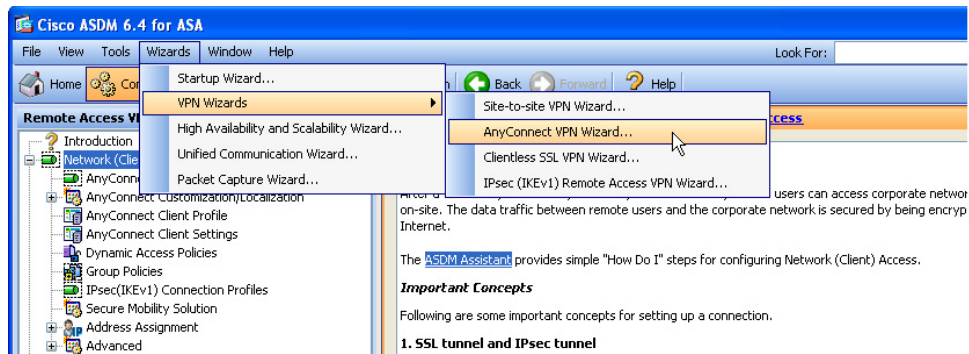 Cisco ASDM 6.4 for ASA
File View Tools Wizards Window Help Look For:
Home Back Forward Help
Startup Wizard...
VPN Wizards
High Availability and Scalability Wizard...
Unified Communication Wizard...
Packet Capture Wizard...
Site-to-site VPN Wizard...
AnyConnect VPN Wizard...
Clientless SSL VPN Wizard...
IPsec (IKEv1) Remote Access VPN Wizard...
Remote Access
Introduction
Network (Clie
AnyConn
AnyConnect Customization/Localization
AnyConnect Client Profile
AnyConnect Client Settings
Dynamic Access Policies
Group Policies
IPsec(IKEv1) Connection Profiles
Secure Mobility Solution
Address Assignment
Advanced
users can access corporate networ
on-site. The data traffic between remote users and the corporate network is secured by being encryp
Internet.
The ASDM Assistant provides simple "How Do I" steps for configuring Network (Client) Access.
Important Concepts
Following are some important concepts for setting up a connection.
1. SSL tunnel and IPsec tunnel